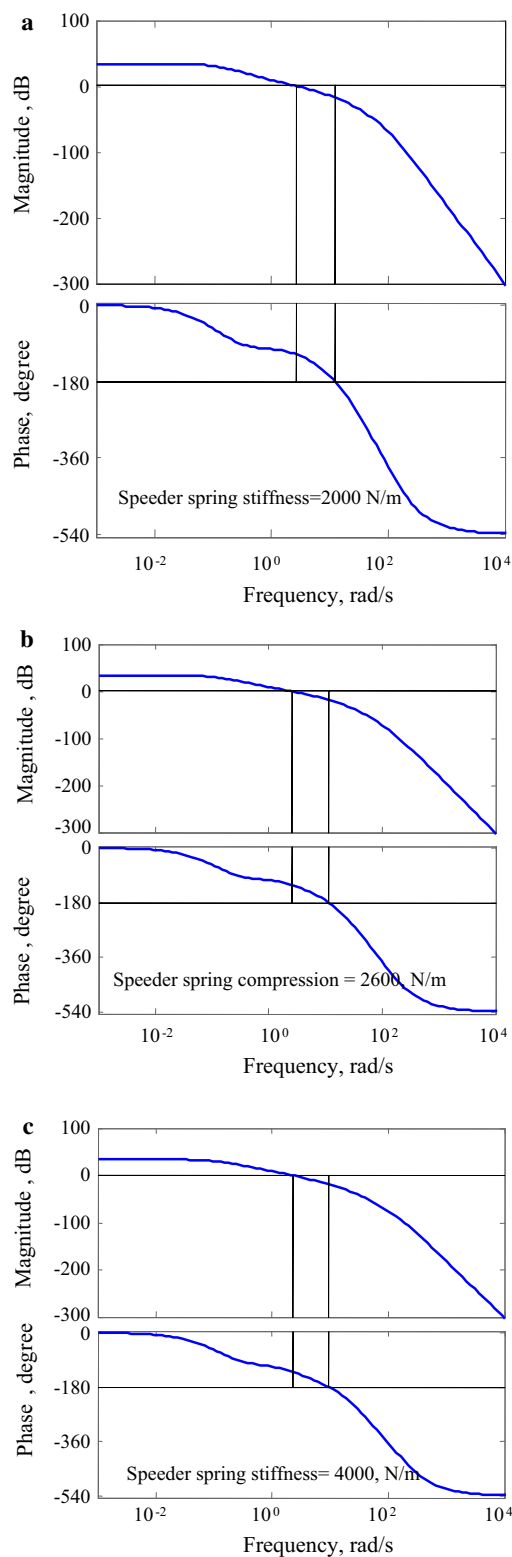 a
Magnitude , dB
100
0
-100
-200
-300
Phase, degree
0
-180
-360
-540
Speeder spring stiffness=2000 N/m
10-2
100
102
104
Frequency, rad/s
b
Magnitude , dB
100
0
-100
-200
-300
Phase , degree
0
-180
-360
-540
Speeder spring compression = 2600, N/m
10-2
100
102
104
Frequency, rad/s
c
Magnitude , dB
100
0
-100
-200
-300
Phase , degree
0
-180
-360
-540
Speeder spring stiffness= 4000, N/m
10-2
100
102
104
Frequency, rad/s